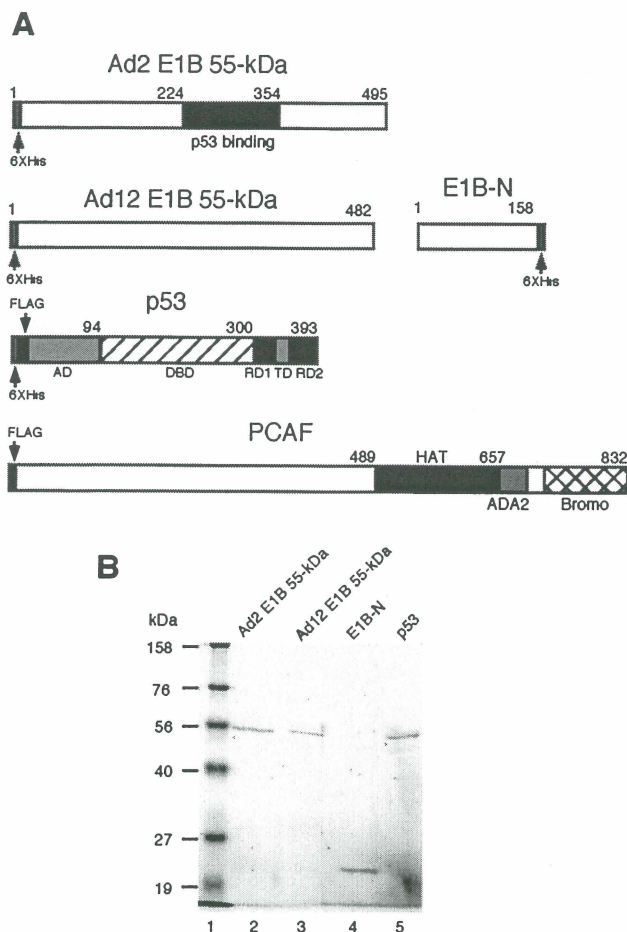 A
Ad2 E1B 55-kDa
1 224 354 495
p53 binding
6XHis
Ad12 E1B 55-kDa
1 482
6XHis
E1B-N
1 158
6XHis
p53
FLAG
94 300 393
AD DBD RD1 TD RD2
6XHis
PCAF
FLAG
489 HAT 657 832
ADA2 Bromo
B
kDa
Ad2 E1B 55-kDa
Ad12 E1B 55-kDa
E1B-N
p53
158
76
56
40
27
19
1 2 3 4 5